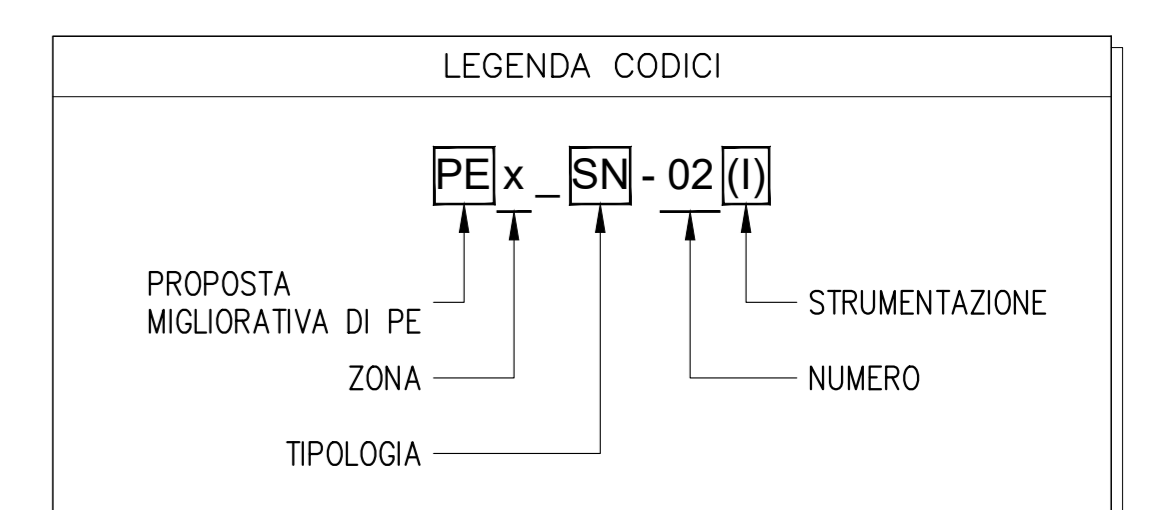 LEGENDA CODICI
PE x _ SN - 02 (I)
PROPOSTA
MIGLIORATIVA DI PE
STRUMENTAZIONE
ZONA
NUMERO
TIPOLOGIA